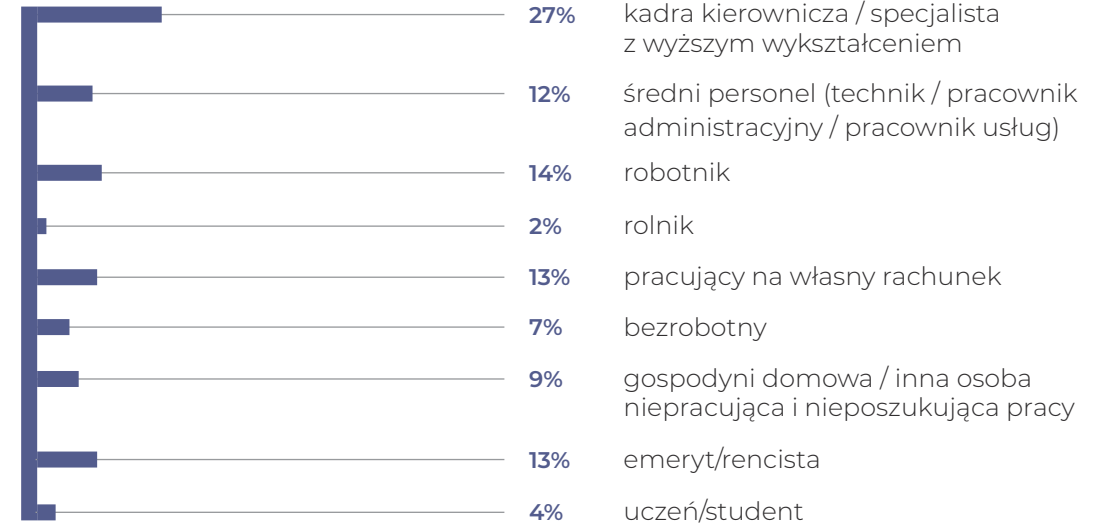 27% kadra kierownicza / specjalista
z wyższym wykształceniem
12% średni personel (technik / pracownik
administracyjny / pracownik usług)
14% robotnik
2% rolnik
13% pracujący na własny rachunek
7% bezrobotny
9% gospodyni domowa / inna osoba
niepracująca i nieposzukująca pracy
13% emeryt/rencista
4% uczeń/student